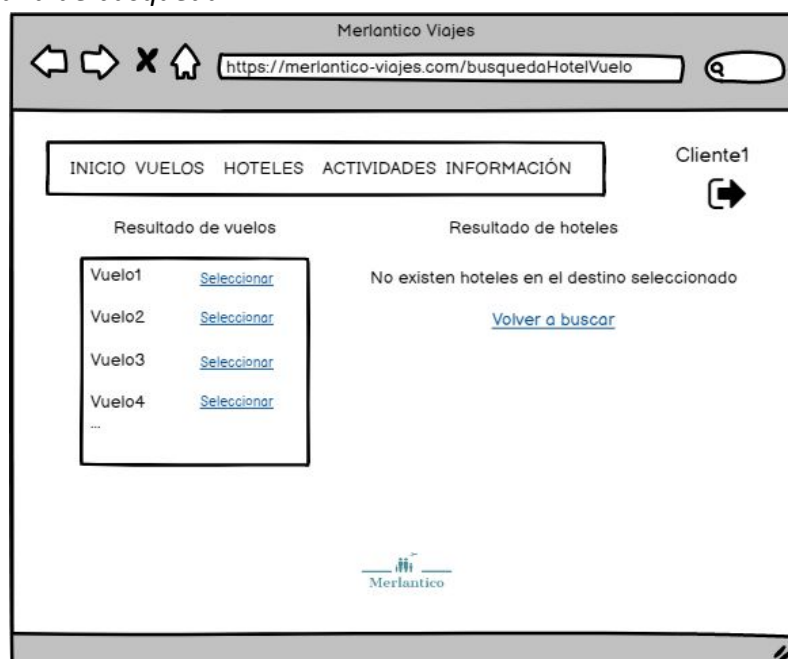 Merlantico Viajes
https://merlantico-viajes.com/busquedaHotelVuelo
INICIO VUELOS HOTELES ACTIVIDADES INFORMACIÓN
Cliente1
Resultado de vuelos
Vuelo1 Seleccionar
Vuelo2 Seleccionar
Vuelo3 Seleccionar
Vuelo4 Seleccionar
...
Resultado de hoteles
No existen hoteles en el destino seleccionado
Volver a buscar
Merlantico